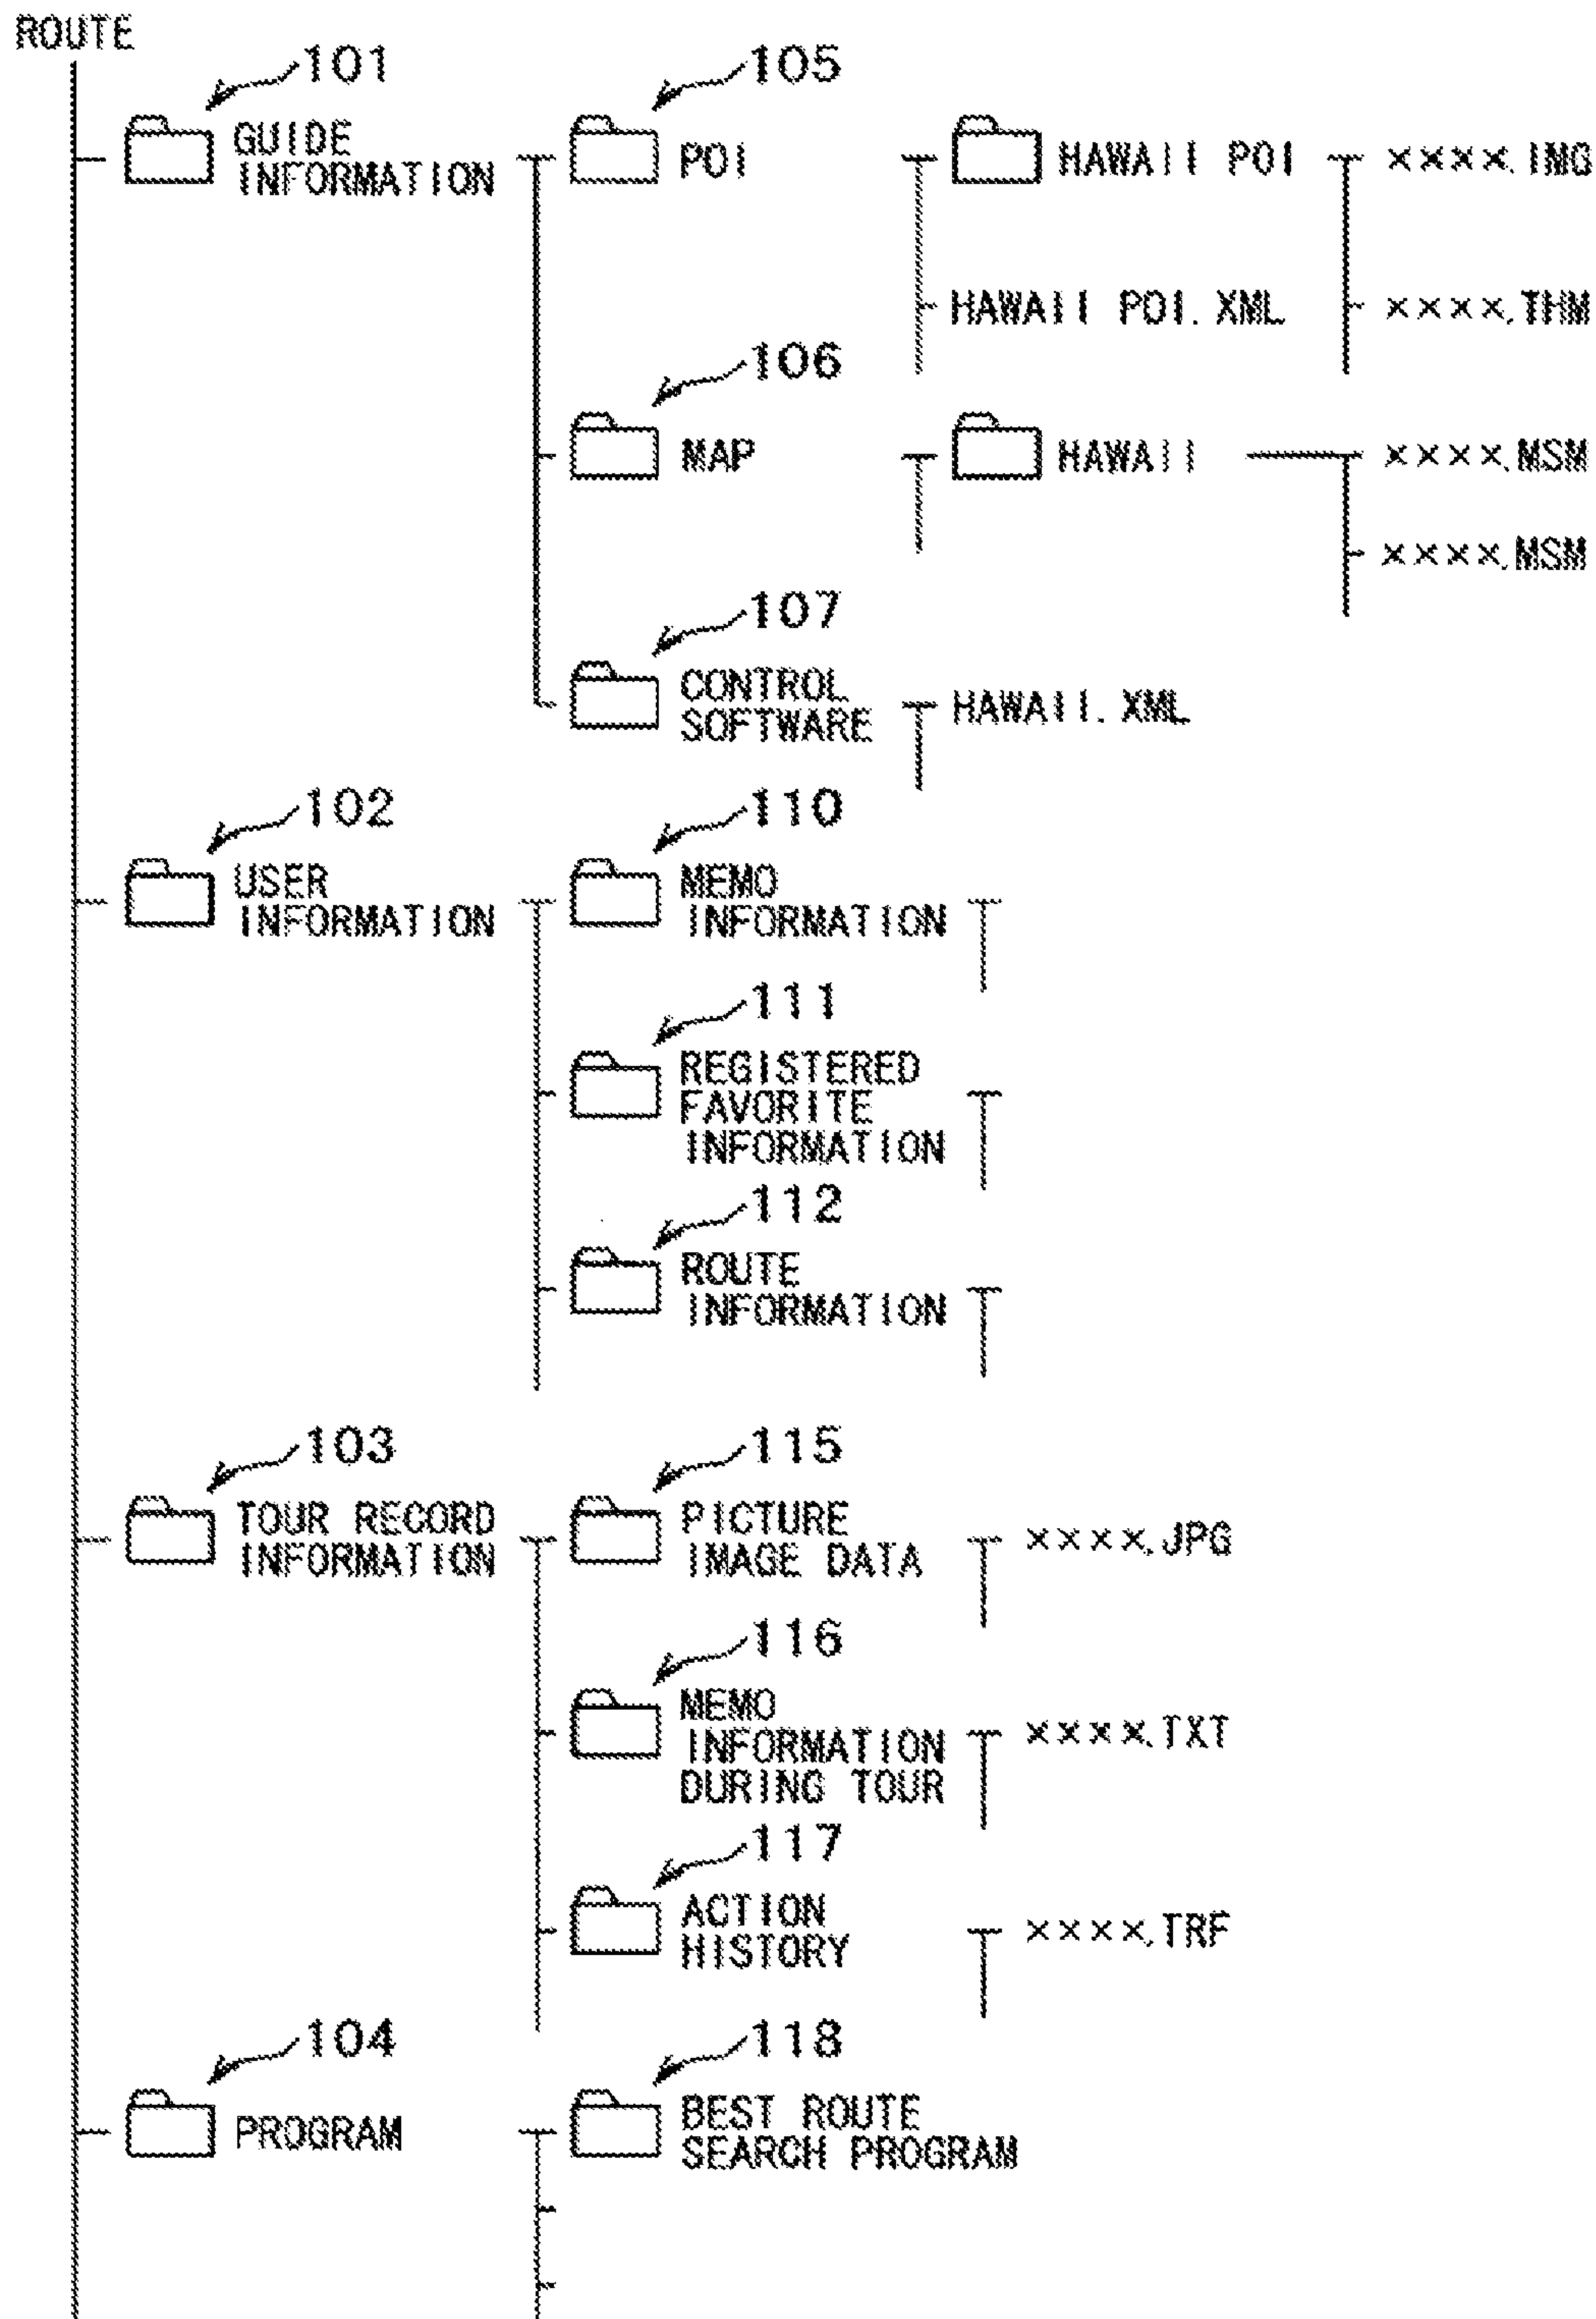 ROUTE
101
105
GUIDE
INFORMATION
POI
HAWAII POI
××××.IMG
HAWAII POI.XML
××××.THM
106
MAP
HAWAII
××××.MSM
××××.MSM
107
CONTROL
SOFTWARE
HAWAII.XML
102
110
USER
INFORMATION
MEMO
INFORMATION
111
REGISTERED
FAVORITE
INFORMATION
112
ROUTE
INFORMATION
103
115
TOUR RECORD
INFORMATION
PICTURE
IMAGE DATA
××××.JPG
116
MEMO
INFORMATION
DURING TOUR
××××.TXT
117
ACTION
HISTORY
××××.TRF
104
118
PROGRAM
BEST ROUTE
SEARCH PROGRAM